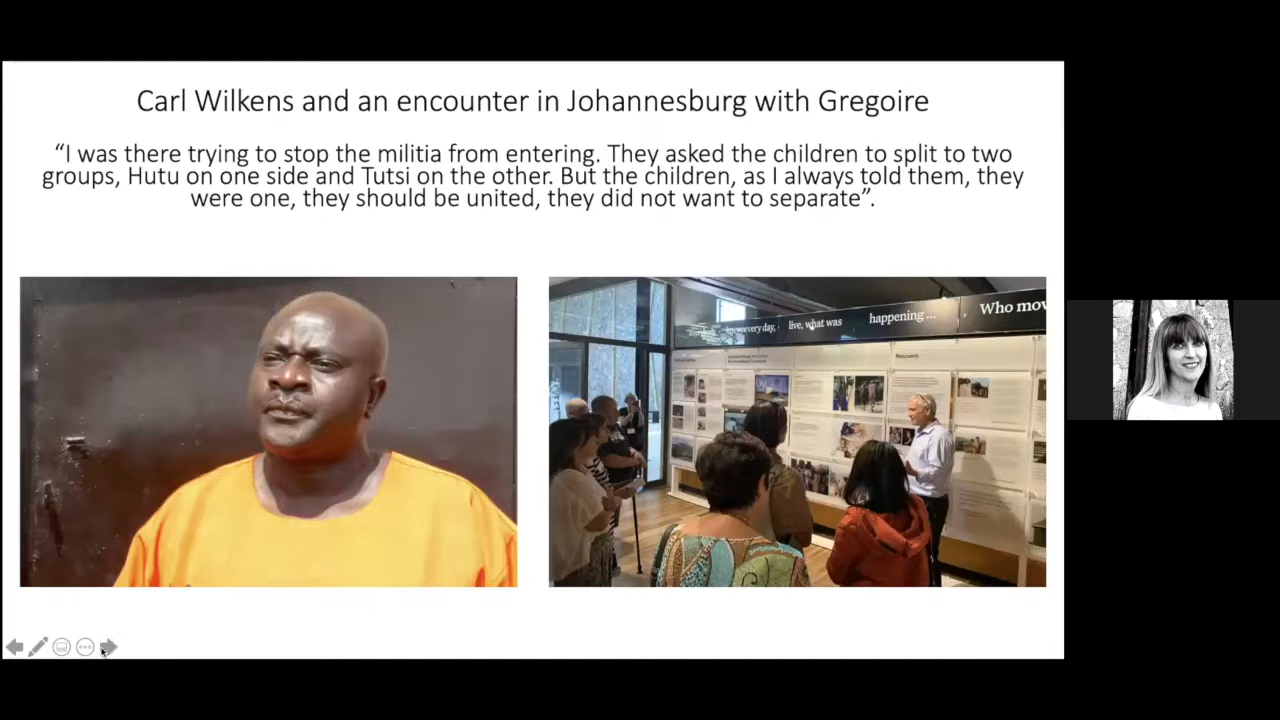 Carl Wilkens and an encounter in Johannesburg with Gregoire
“I was there trying to stop the militia from entering. They asked the children to split to two
groups, Hutu on one side and Tutsi on the other. But the children, as I always told them, they
were one, they should be united, they did not want to separate”.
every day, live, what was happening... Who mov
Recovery